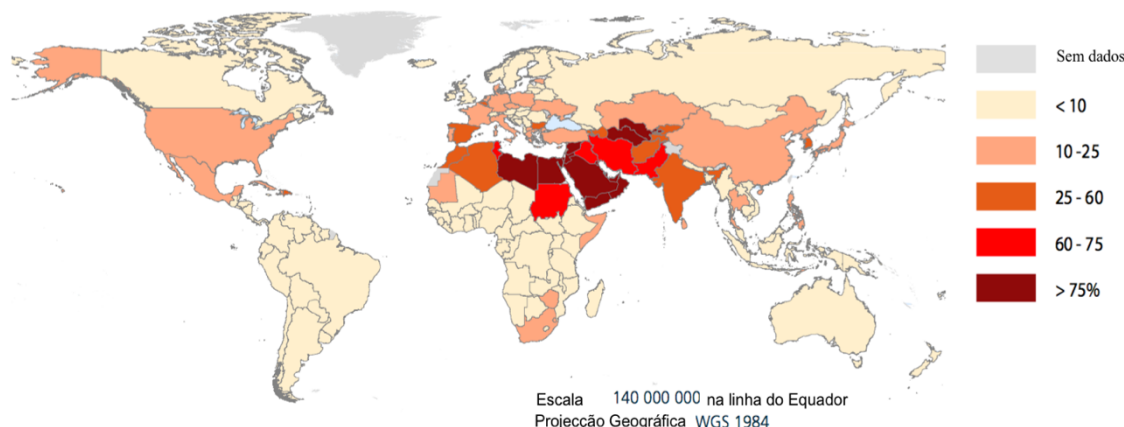 Sem dados
< 10
10 -25
25 - 60
60 - 75
> 75%
Escala 140 000 000 na linha do Equador
Projecção Geográfica WGS 1984